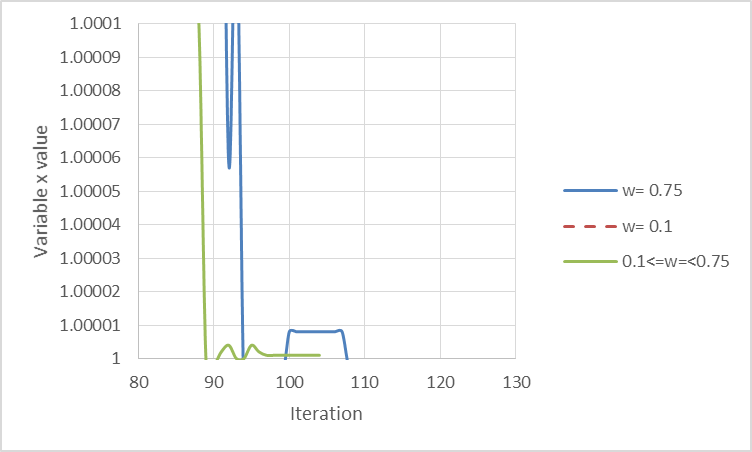 1.0001
1.00009
1.00008
1.00007
1.00006
1.00005
1.00004
1.00003
1.00002
1.00001
1
Variable x value
80 90 100 110 120 130
Iteration
w= 0.75
w= 0.1
0.1<=w=<0.75